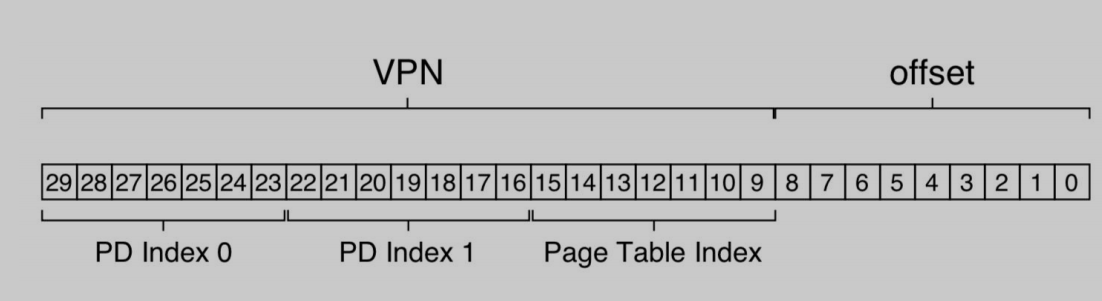 VPN offset
29 28 27 26 25 24 23 22 21 20 19 18 17 16 15 14 13 12 11 10 9 8 7 6 5 4 3 2 1 0
PD Index 0 PD Index 1 Page Table Index